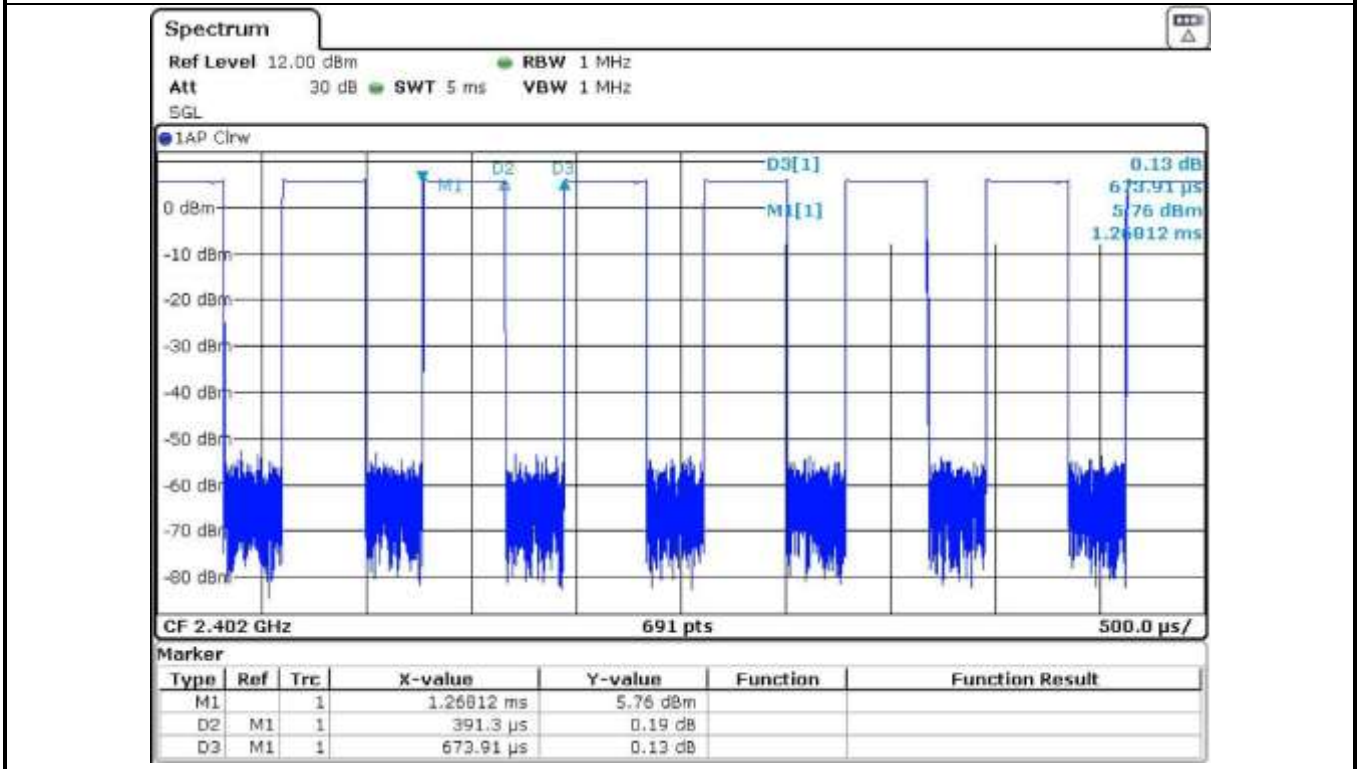 Spectrum
Ref Level 12.00 dBm RBW 1 MHz
Att 30 dB SWT 5 ms VBW 1 MHz
SGL
1AP Clrw
D3[1] 0.13 dB
673.91 µs
M1[1] 5.76 dBm
1.26812 ms
M1 D2 D3
0 dBm
-10 dBm
-20 dBm
-30 dBm
-40 dBm
-50 dBm
-60 dBm
-70 dBm
-80 dBm
CF 2.402 GHz 691 pts 500.0 µs/
Marker
Type Ref Trc X-value Y-value Function Function Result
M1 1 1.26812 ms 5.76 dBm
D2 M1 1 391.3 µs 0.19 dB
D3 M1 1 673.91 µs 0.13 dB